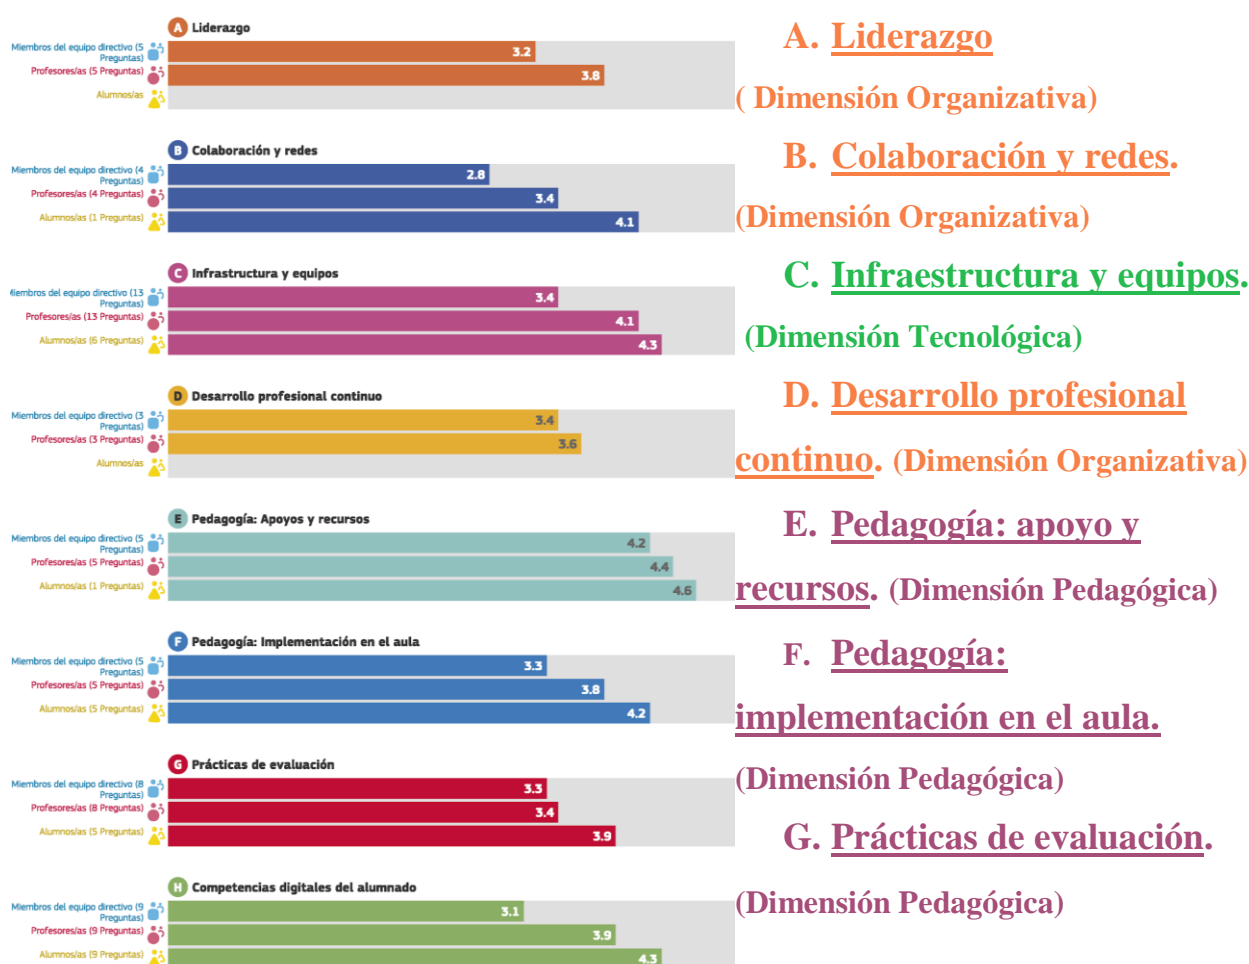 A Liderazgo
Miembros del equipo directivo (5
Preguntas)
3.2
Profesores/as (5 Preguntas)
3.8
Alumnos/as
B Colaboración y redes
Miembros del equipo directivo (4
Preguntas)
2.8
Profesores/as (4 Preguntas)
3.4
Alumnos/as (1 Preguntas)
4.1
C Infrastructura y equipos
Miembros del equipo directivo (13
Preguntas)
3.4
Profesores/as (13 Preguntas)
4.1
Alumnos/as (6 Preguntas)
4.3
D Desarrollo profesional continuo
Miembros del equipo directivo (3
Preguntas)
3.4
Profesores/as (3 Preguntas)
3.6
Alumnos/as
E Pedagogía: Apoyos y recursos
Miembros del equipo directivo (5
Preguntas)
4.2
Profesores/as (5 Preguntas)
4.4
Alumnos/as (1 Preguntas)
4.6
F Pedagogía: Implementación en el aula
Miembros del equipo directivo (5
Preguntas)
3.3
Profesores/as (5 Preguntas)
3.8
Alumnos/as (5 Preguntas)
4.2
G Prácticas de evaluación
Miembros del equipo directivo (8
Preguntas)
3.3
Profesores/as (8 Preguntas)
3.4
Alumnos/as (5 Preguntas)
3.9
H Competencias digitales del alumnado
Miembros del equipo directivo (9
Preguntas)
3.1
Profesores/as (9 Preguntas)
3.9
Alumnos/as (9 Preguntas)
4.3
A. Liderazgo
( Dimensión Organizativa)
B. Colaboración y redes.
(Dimensión Organizativa)
C. Infraestructura y equipos.
(Dimensión Tecnológica)
D. Desarrollo profesional
continuo. (Dimensión Organizativa)
E. Pedagogía: apoyo y
recursos. (Dimensión Pedagógica)
F. Pedagogía:
implementación en el aula.
(Dimensión Pedagógica)
G. Prácticas de evaluación.
(Dimensión Pedagógica)